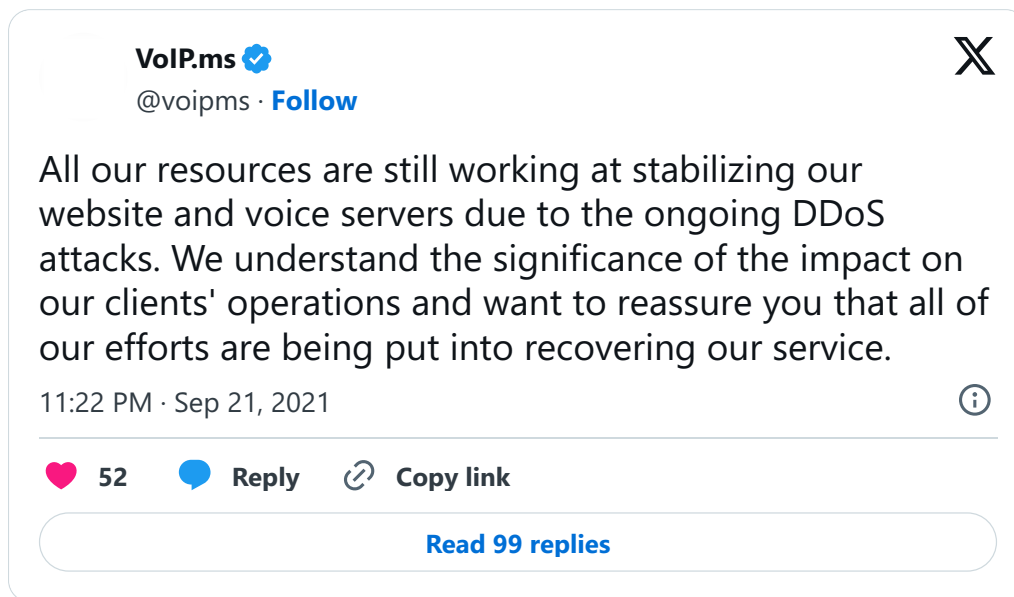 VoIP.ms
@voipms · Follow
All our resources are still working at stabilizing our
website and voice servers due to the ongoing DDoS
attacks. We understand the significance of the impact on
our clients' operations and want to reassure you that all of
our efforts are being put into recovering our service.
11:22 PM · Sep 21, 2021
52 Reply Copy link
Read 99 replies